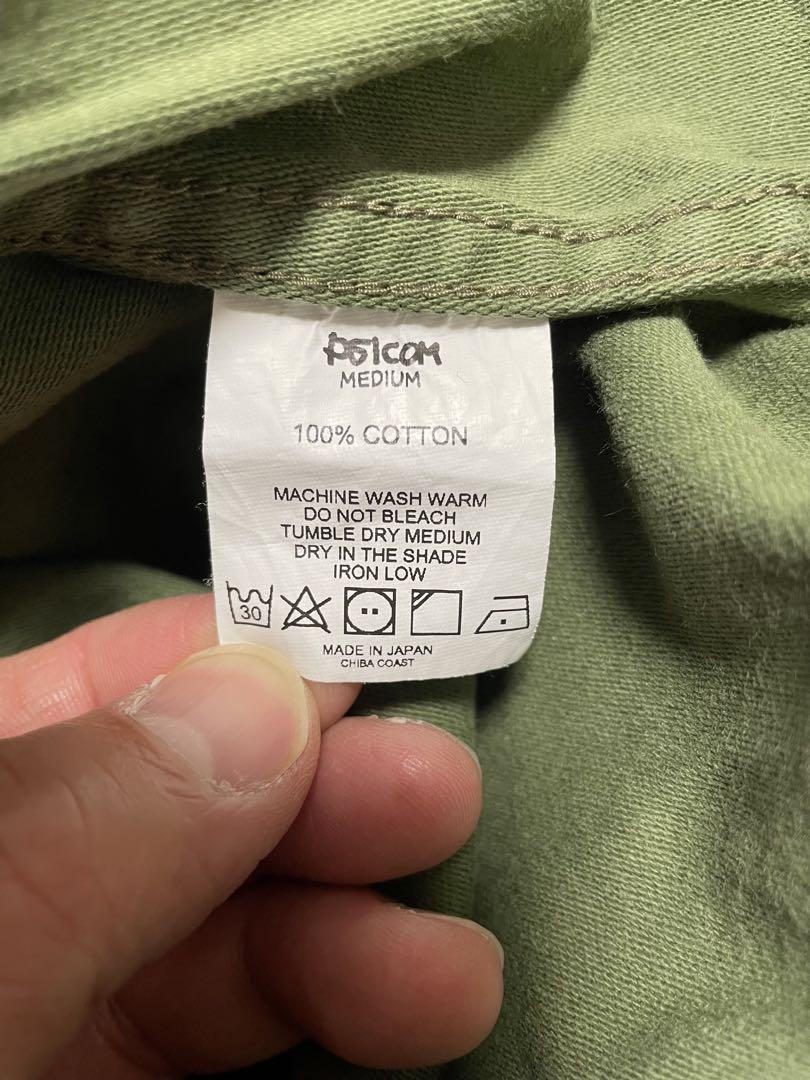 PSICOM
MEDIUM
100% COTTON
MACHINE WASH WARM
DO NOT BLEACH
TUMBLE DRY MEDIUM
DRY IN THE SHADE
IRON LOW
30
MADE IN JAPAN
CHIBA COAST